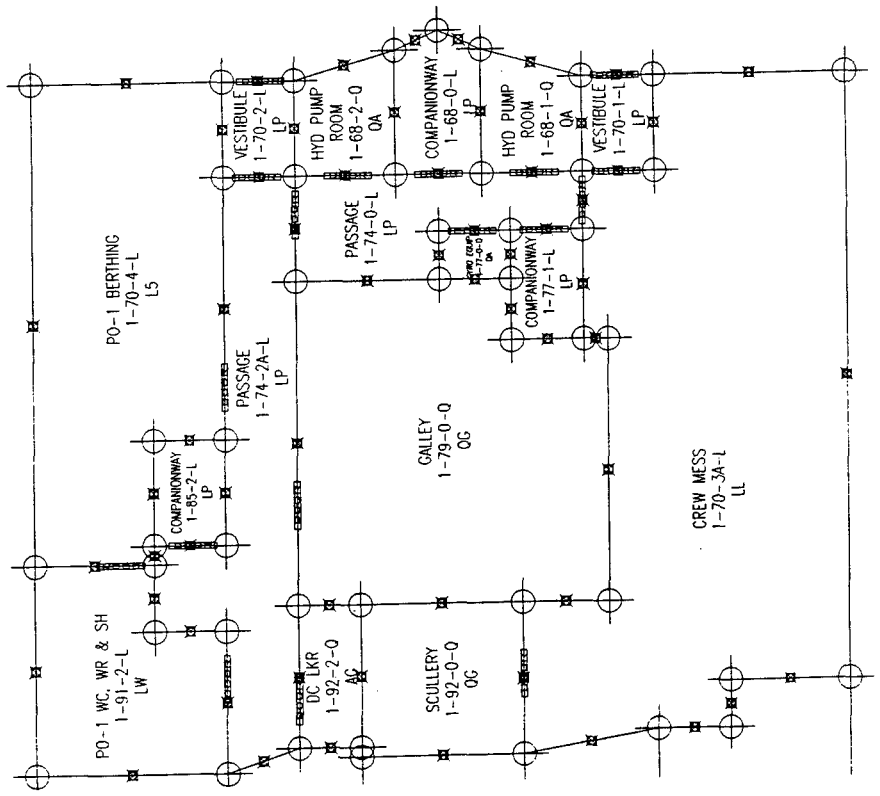 PO-1 BERTHING
1-70-4-L
L5
VESTIBULE
1-70-2-L
LP
HYD PUMP
ROOM
1-68-2-Q
QA
COMPANIONWAY
1-68-0-L
LP
HYD PUMP
ROOM
1-68-1-Q
QA
VESTIBULE
1-70-1-L
LP
PASSAGE
1-74-0-L
LP
EQUIP
QA
COMPANIONWAY
1-77-1-L
LP
PASSAGE
1-74-2A-L
LP
COMPANIONWAY
1-85-2-L
LP
GALLEY
1-79-0-Q
QG
CREW MESS
1-70-3A-L
LL
PO-1 WC, WR & SH
1-91-2-L
LW
DC LKR
1-92-2-Q
AG
SCULLERY
1-92-0-Q
QG